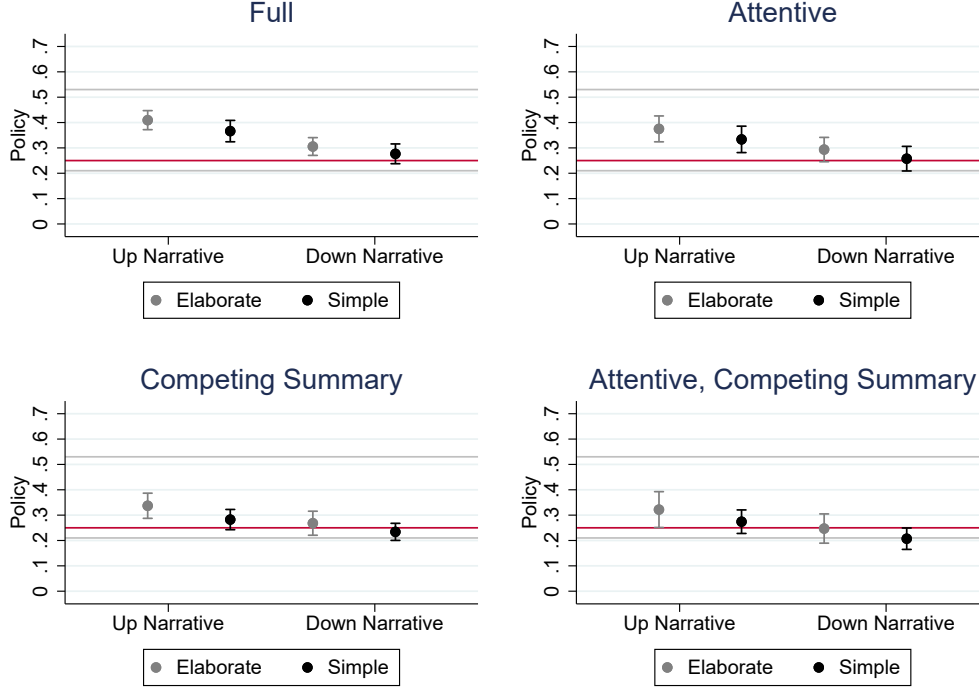 Full
Policy
.7
.6
.5
.4
.3
.2
.1
0
Up Narrative Down Narrative
Elaborate Simple
Attentive
Policy
.7
.6
.5
.4
.3
.2
.1
0
Up Narrative Down Narrative
Elaborate Simple
Competing Summary
Policy
.7
.6
.5
.4
.3
.2
.1
0
Up Narrative Down Narrative
Elaborate Simple
Attentive, Competing Summary
Policy
.7
.6
.5
.4
.3
.2
.1
0
Up Narrative Down Narrative
Elaborate Simple